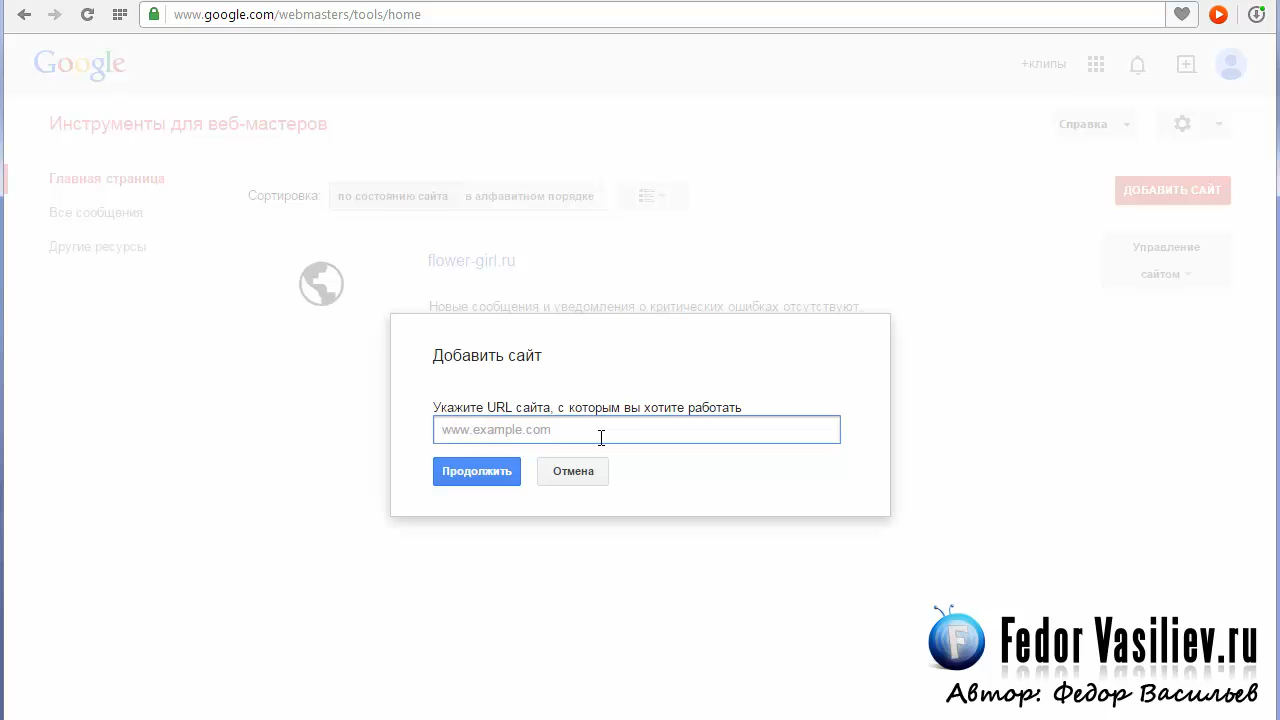 www.google.com/webmasters/tools/home
Google
+клипы
Инструменты для веб-мастеров
Справка
Главная страница
Сортировка: по состоянию сайта в алфавитном порядке
ДОБАВИТЬ САЙТ
Все сообщения
Другие ресурсы
flower-girl.ru
Управление
сайтом
Новые сообщения и уведомления о критических ошибках отсутствуют.
Добавить сайт
Укажите URL сайта, с которым вы хотите работать
www.example.com
Продолжить Отмена
F Fedor Vasiliev.ru
Автор: Федор Васильев